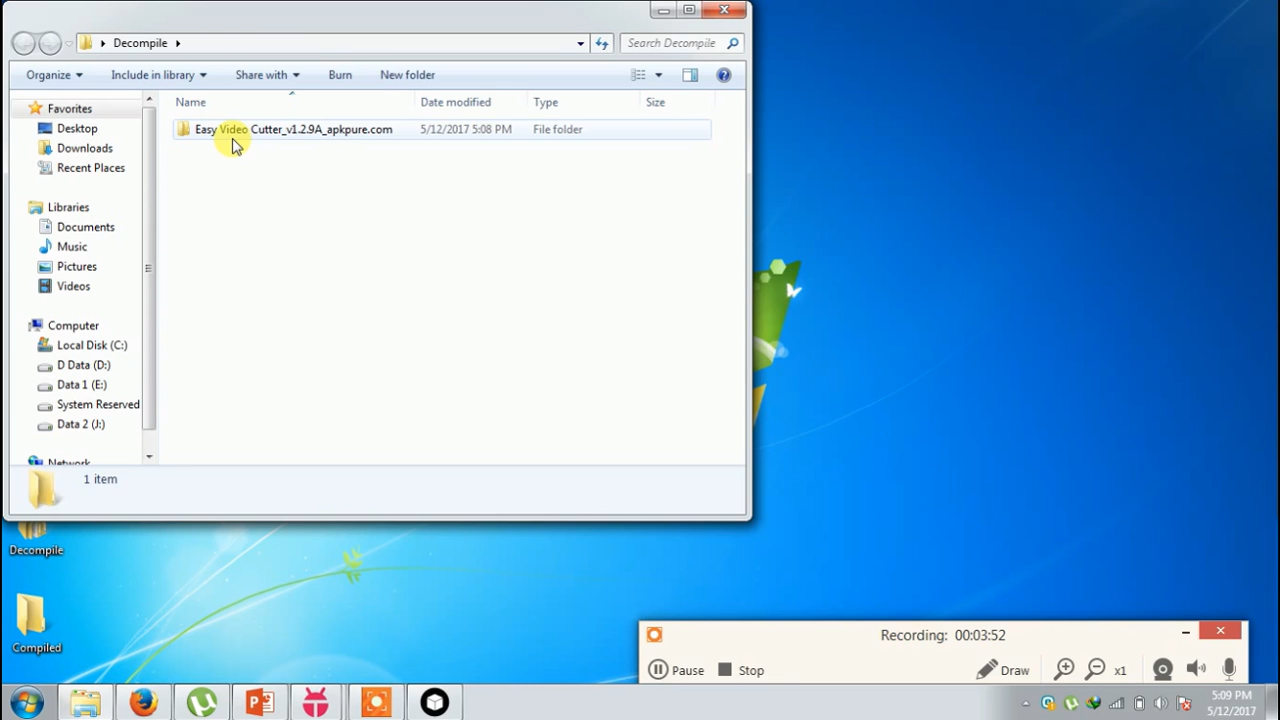 Decompile
Search Decompile
Organize
Include in library
Share with
Burn
New folder
Name
Date modified
Type
Size
Easy Video Cutter_v1.2.9A_apkpure.com
5/12/2017 5:08 PM
File folder
Favorites
Desktop
Downloads
Recent Places
Libraries
Documents
Music
Pictures
Videos
Computer
Local Disk (C:)
D Data (D:)
Data 1 (E:)
System Reserved
Data 2 (J:)
Network
1 item
Decompile
Compiled
Recording: 00:03:52
Pause
Stop
Draw
x1
5:09 PM
5/12/2017